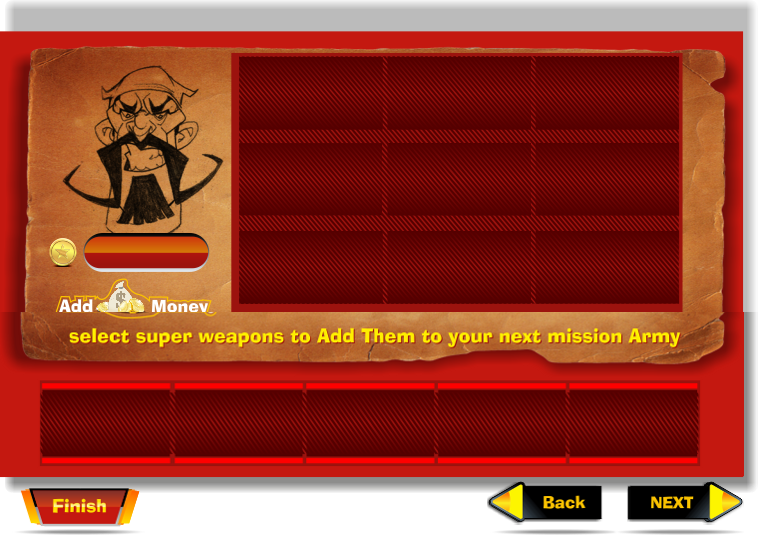 Add Money
select super weapons to Add Them to your next mission Army
Finish
Back
NEXT